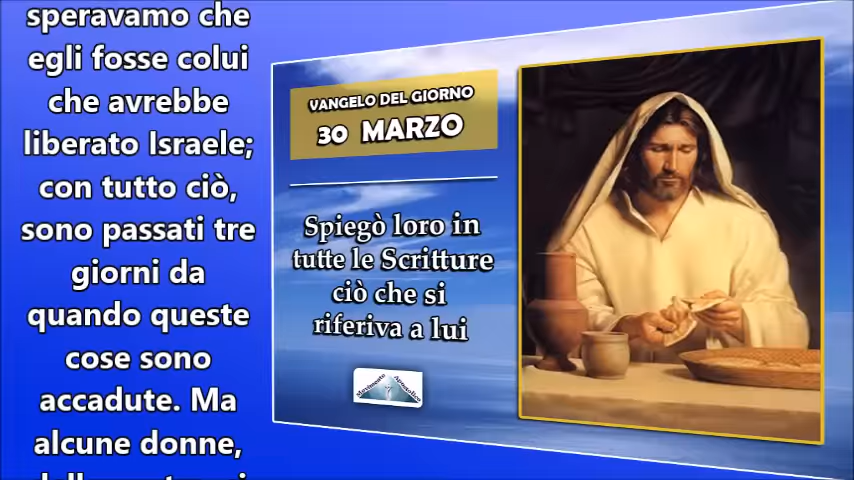 speravamo che
egli fosse colui
che avrebbe
liberato Israele;
con tutto ciò,
sono passati tre
giorni da
quando queste
cose sono
accadute. Ma
alcune donne,
VANGELO DEL GIORNO
30 MARZO
Spiegò loro in
tutte le Scritture
ciò che si
riferiva a lui
Movimento Apostolico